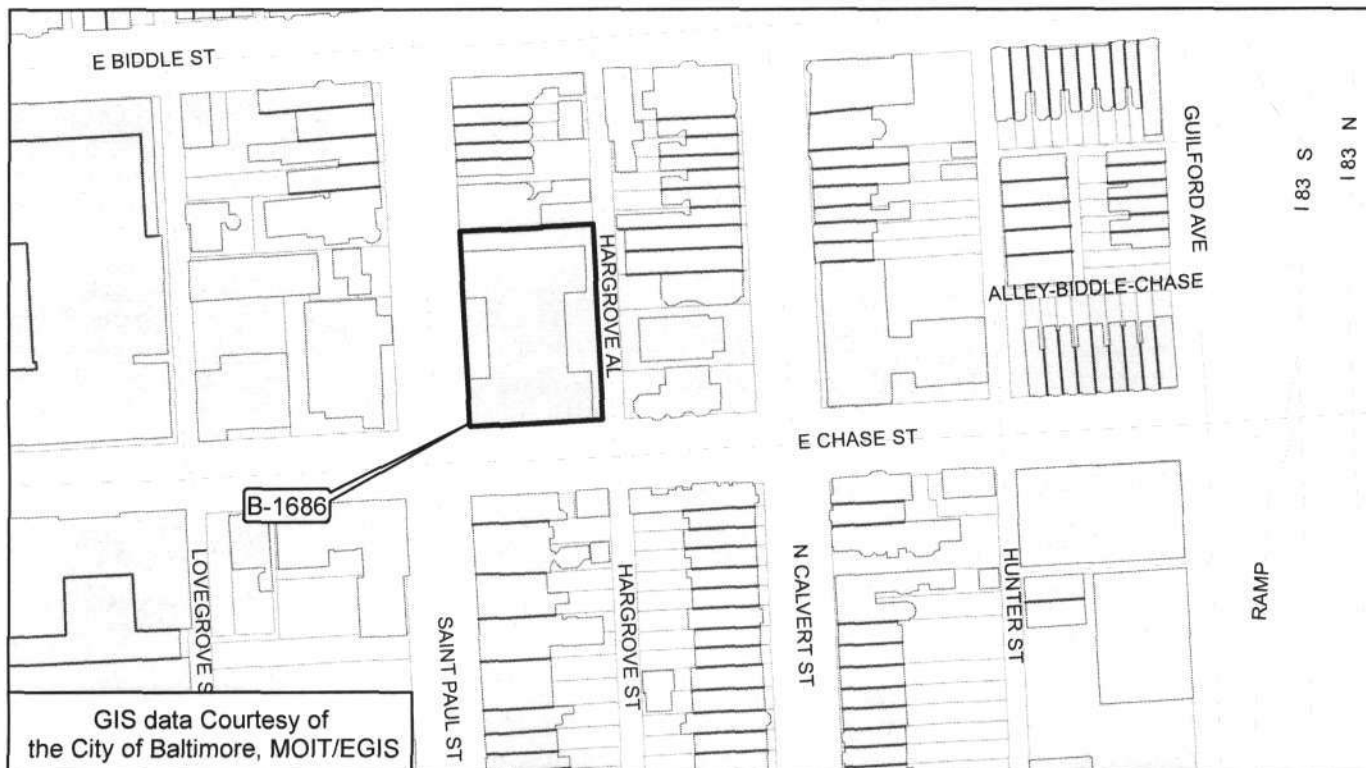 E BIDDLE ST
GUILFORD AVE
I 83 S
I 83 N
HARGROVE AL
ALLEY-BIDDLE-CHASE
E CHASE ST
B-1686
LOVEGROVE S
SAINT PAUL ST
HARGROVE ST
N CALVERT ST
HUNTER ST
RAMP
GIS data Courtesy of
the City of Baltimore, MOIT/EGIS